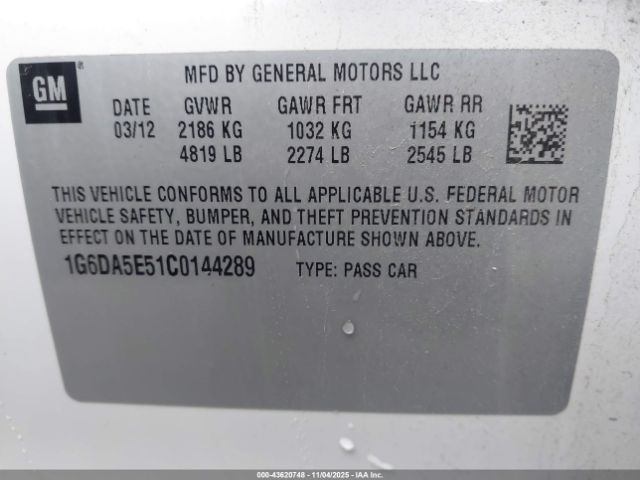 GM ®
MFD BY GENERAL MOTORS LLC
DATE GVWR GAWR FRT GAWR RR
03/12 2186 KG 1032 KG 1154 KG
4819 LB 2274 LB 2545 LB
THIS VEHICLE CONFORMS TO ALL APPLICABLE U.S. FEDERAL MOTOR
VEHICLE SAFETY, BUMPER, AND THEFT PREVENTION STANDARDS IN
EFFECT ON THE DATE OF MANUFACTURE SHOWN ABOVE.
1G6DA5E51C0144289 TYPE: PASS CAR
000-43620748 - 11/04/2025 - IAAI.COM